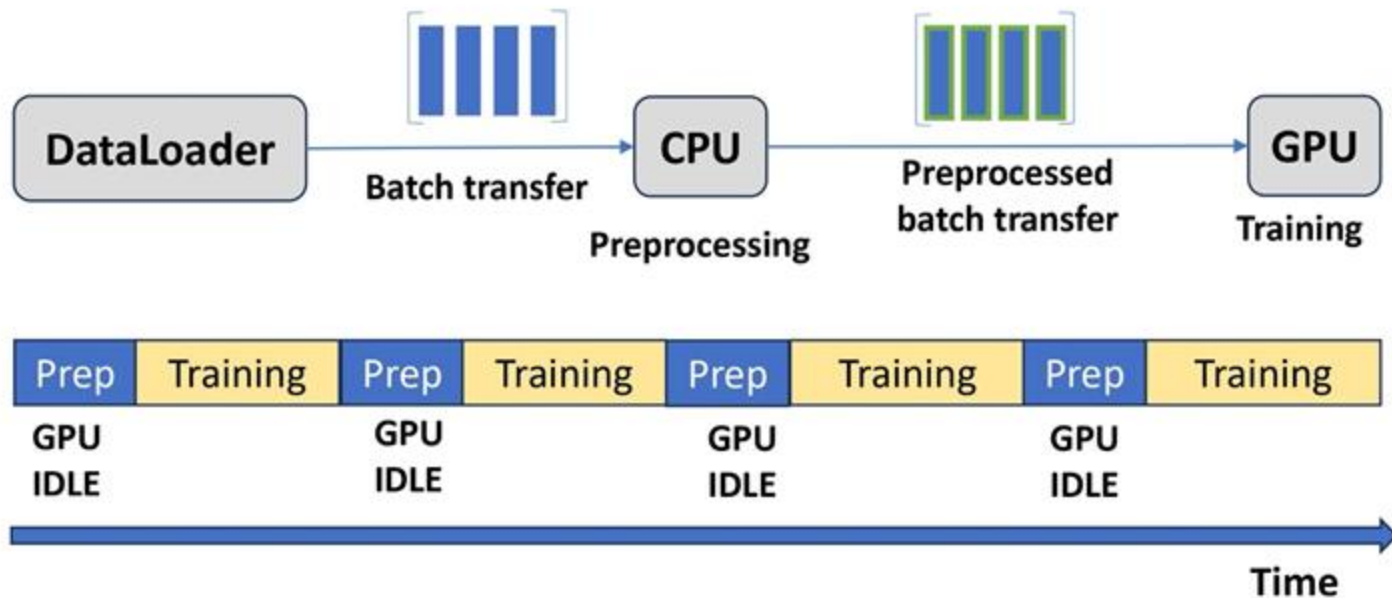 DataLoader
Batch transfer
CPU
Preprocessing
Preprocessed
batch transfer
GPU
Training
Prep Training Prep Training Prep Training Prep Training
GPU GPU GPU GPU
IDLE IDLE IDLE IDLE
Time